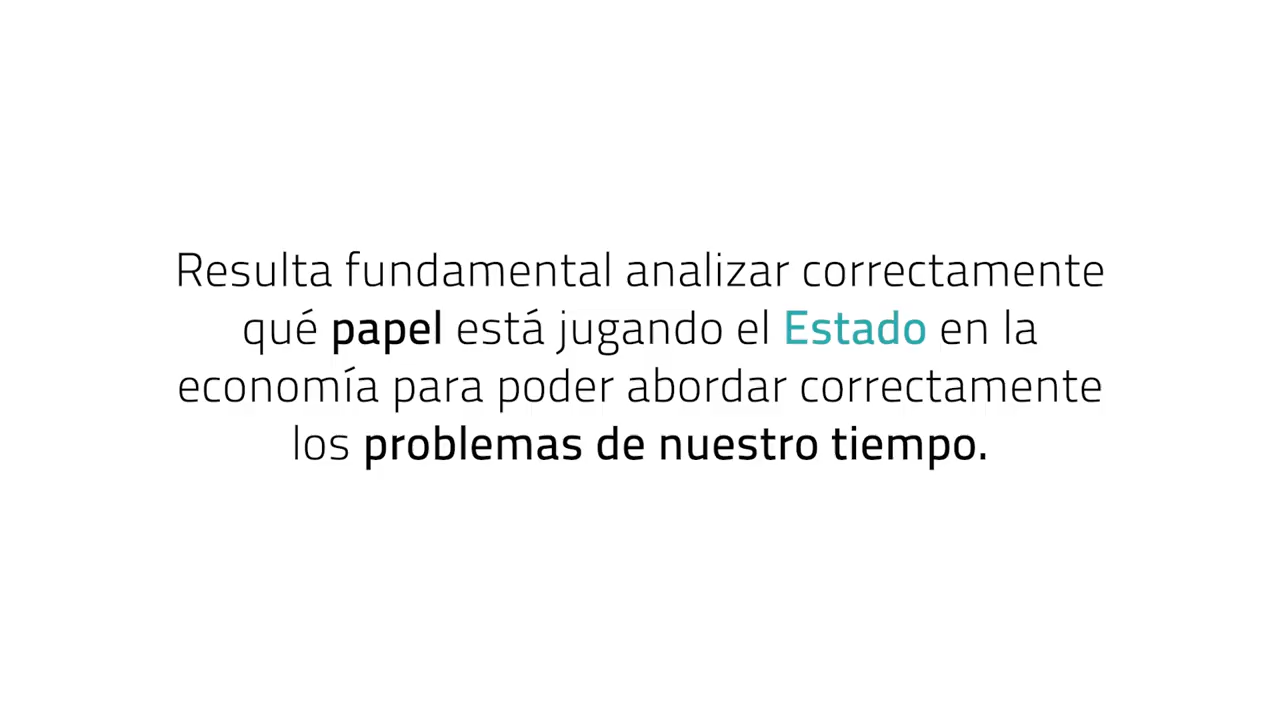 Resulta fundamental analizar correctamente
qué papel está jugando el Estado en la
economía para poder abordar correctamente
los problemas de nuestro tiempo.